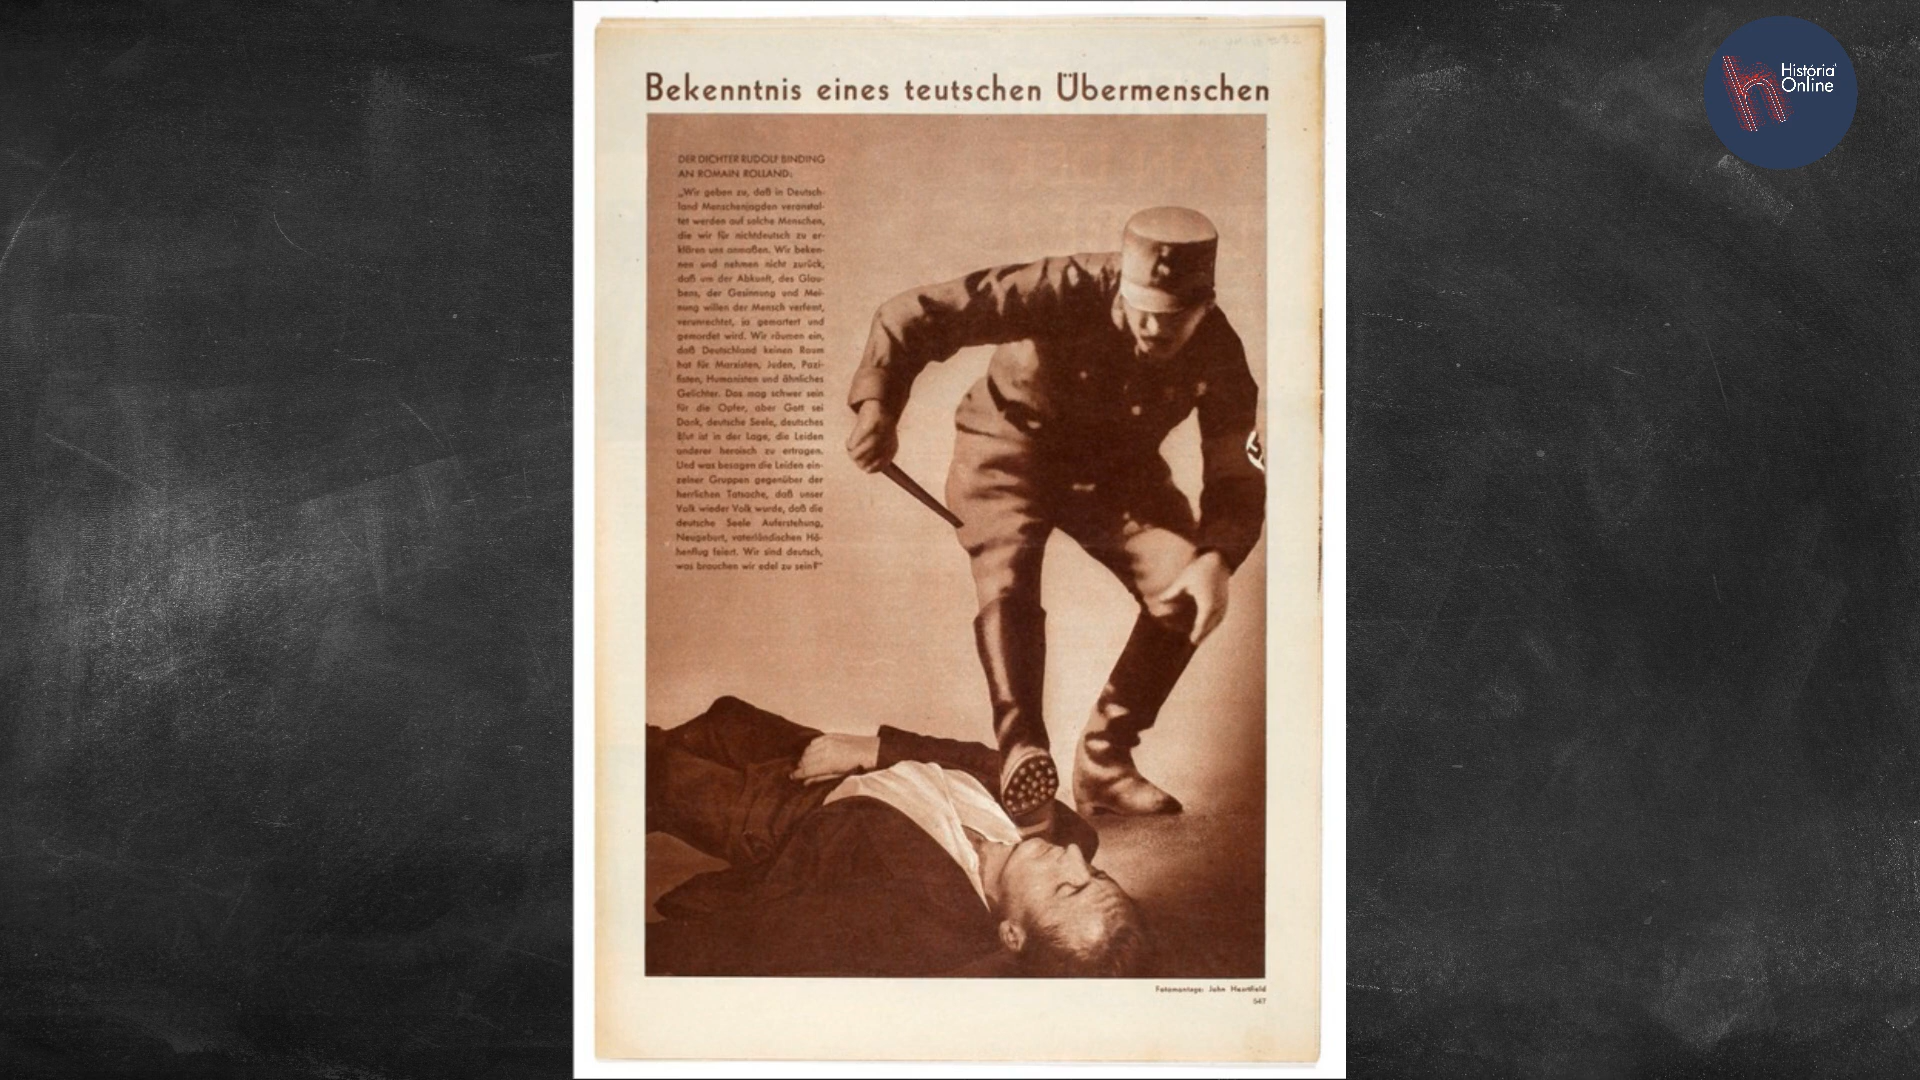 História
Online
Bekenntnis eines teutschen Übermenschen
DER DICHTER RUDOLF BINDING
AN ROMAIN ROLLAND:
„Wir geben zu, daß in Deutsch-
land Menschenjagden veranstal-
tet werden auf solche Menschen,
die wir für nichtdeutsch zu er-
klären uns anmaßen. Wir beken-
nen und nehmen nicht zurück,
daß um der Abkunft, des Glau-
bens, der Gesinnung und Mei-
nung willen der Mensch verfemt,
verunrechtet, ja gemartert und
gemordet wird. Wir räumen ein,
daß Deutschland keinen Raum
hat für Marxisten, Juden, Pazi-
fisten, Humanisten und ähnliches
Gelichter. Das mag schwer sein
für die Opfer, aber Gott sei
Dank, deutsche Seele, deutsches
Blut ist in der Lage, die Leiden
anderer heroisch zu ertragen.
Und was besagen die Leiden ein-
zelner Gruppen gegenüber der
herrlichen Tatsache, daß unser
Volk wieder Volk wurde, daß die
deutsche Seele Auferstehung,
Neugeburt, vaterländischen Hö-
henflug feiert. Wir sind deutsch,
was brauchen wir edel zu sein?“
Fotomontage: John Heartfield
547